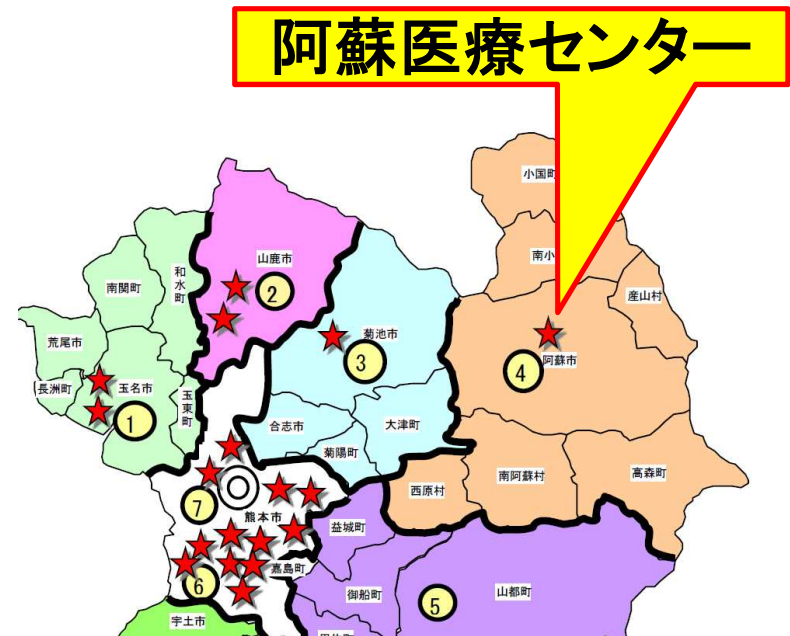 阿蘇医療センター
小国町
南小
産山村
山鹿市
和水町
南関町
2
荒尾市
菊池市
3
阿蘇市
4
長洲町
玉名市
玉東町
1
合志市
大津町
菊陽町
西原村
南阿蘇村
高森町
7
熊本市
益城町
嘉島町
6
御船町
5
山都町
宇土市